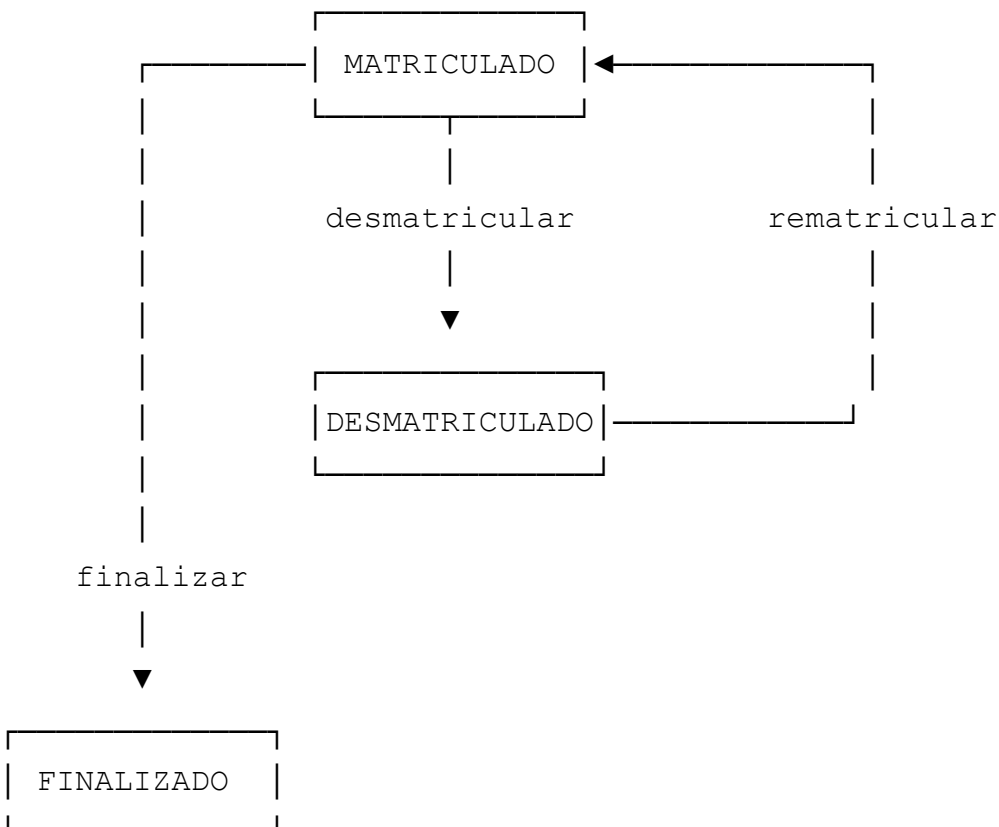 MATRICULADO
desmatricular rematricular
DESMATRICULADO
finalizar
FINALIZADO